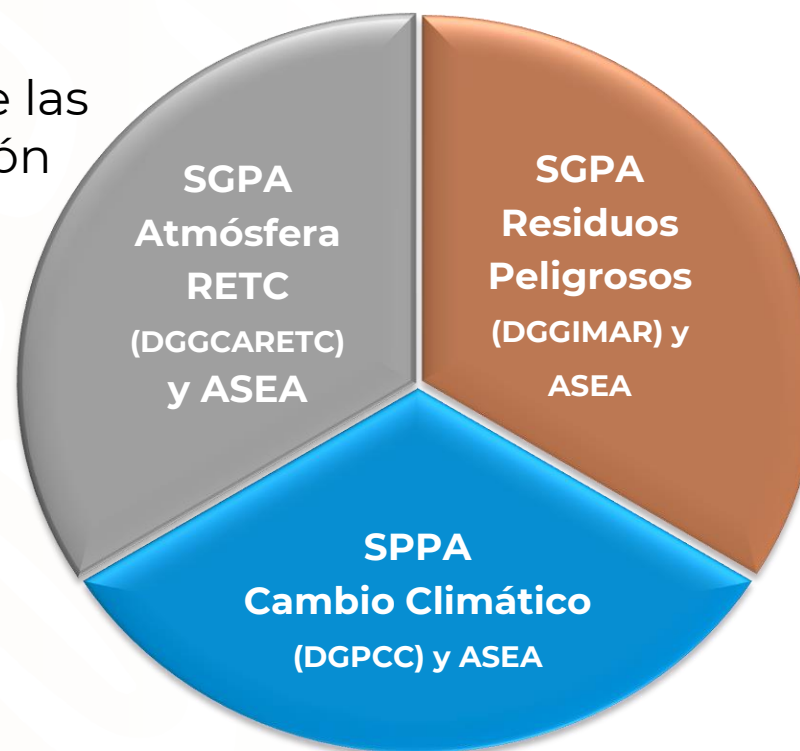 e las
ón
SGPA
Atmósfera
RETC
(DGGCARETC)
y ASEA
SGPA
Residuos
Peligrosos
(DGGIMAR) y
ASEA
SPPA
Cambio Climático
(DGPCC) y ASEA